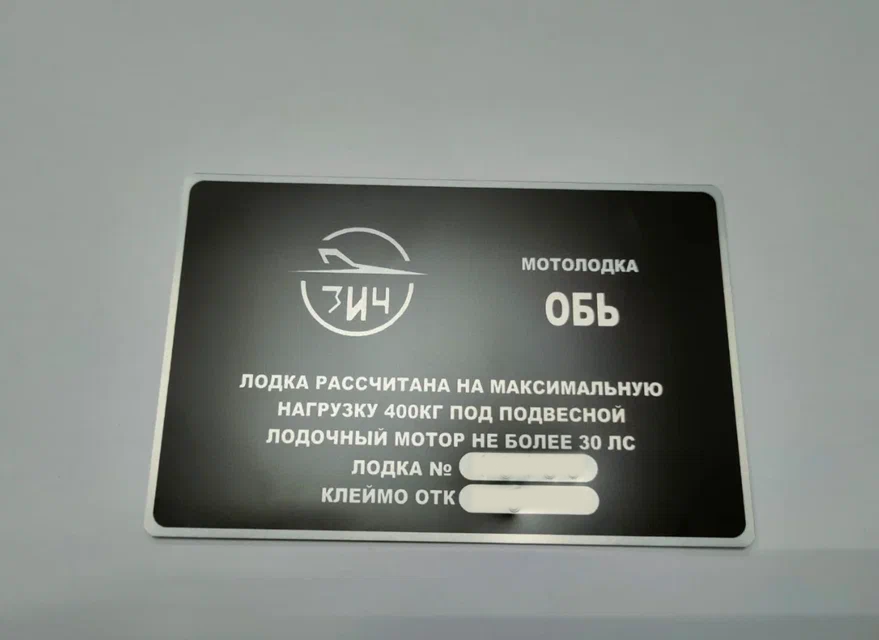 ЗИЧ
МОТОЛОДКА
ОБЬ
ЛОДКА РАССЧИТАНА НА МАКСИМАЛЬНУЮ
НАГРУЗКУ 400КГ ПОД ПОДВЕСНОЙ
ЛОДОЧНЫЙ МОТОР НЕ БОЛЕЕ 30 ЛС
ЛОДКА №
КЛЕЙМО ОТК